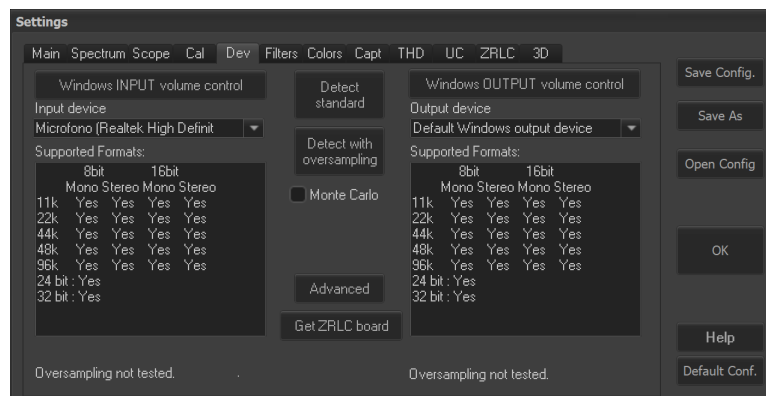 Settings
Main Spectrum Scope Cal Dev Filters Colors Capt THD UC ZRLC 3D
Windows INPUT volume control
Input device
Microfono (Realtek High Definit
Supported Formats:
8bit 16bit
Mono Stereo Mono Stereo
11k Yes Yes Yes Yes
22k Yes Yes Yes Yes
44k Yes Yes Yes Yes
48k Yes Yes Yes Yes
96k Yes Yes Yes Yes
24 bit : Yes
32 bit : Yes
Oversampling not tested.
.
Detect
standard
Detect with
oversampling
Monte Carlo
Advanced
Get ZRLC board
Windows OUTPUT volume control
Output device
Default Windows output device
Supported Formats:
8bit 16bit
Mono Stereo Mono Stereo
11k Yes Yes Yes Yes
22k Yes Yes Yes Yes
44k Yes Yes Yes Yes
48k Yes Yes Yes Yes
96k Yes Yes Yes Yes
24 bit : Yes
32 bit : Yes
Oversampling not tested.
Save Config.
Save As
Open Config
OK
Help
Default Conf.